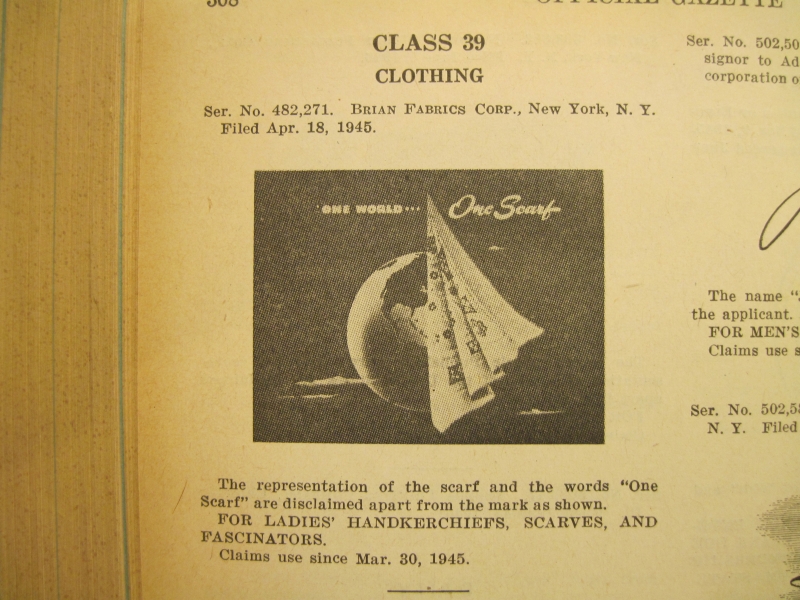 308
OFFICIAL GAZETTE
CLASS 39
CLOTHING
Ser. No. 482,271. BRIAN FABRICS CORP., New York, N. Y.
Filed Apr. 18, 1945.
ONE WORLD... One Scarf
The representation of the scarf and the words “One
Scarf” are disclaimed apart from the mark as shown.
FOR LADIES’ HANDKERCHIEFS, SCARVES, AND
FASCINATORS.
Claims use since Mar. 30, 1945.
Ser. No. 502,50
signor to Ad
corporation o
The name “
the applicant.
FOR MEN’S
Claims use s
Ser. No. 502,5
N. Y. Filed